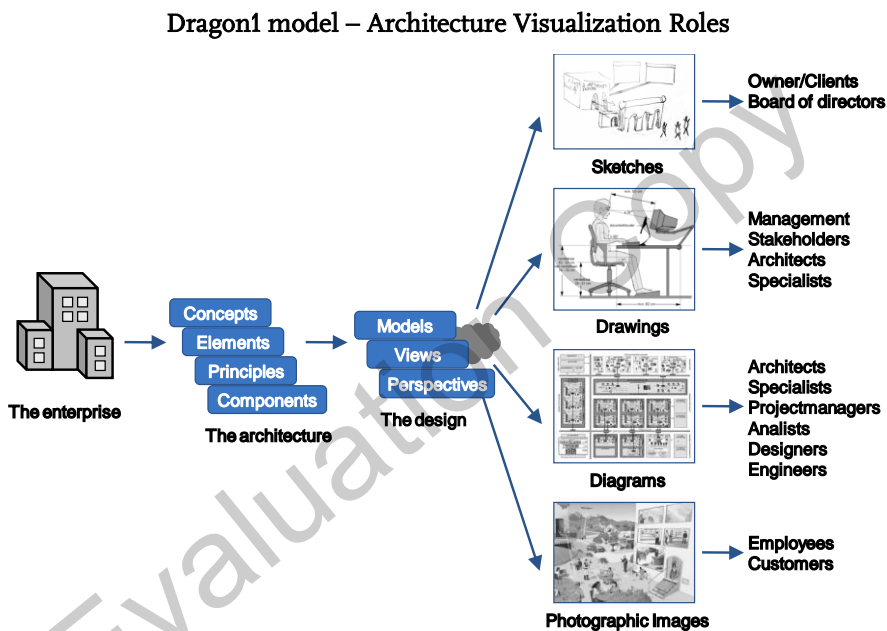 Dragon1 model – Architecture Visualization Roles
Owner/Clients
Board of directors
Sketches
Management
Stakeholders
Architects
Specialists
Drawings
Concepts
Elements
Principles
Components
Models
Views
Perspectives
The enterprise
The architecture
The design
Architects
Specialists
Projectmanagers
Analists
Designers
Engineers
Diagrams
Employees
Customers
Photographic Images
Evaluation Copy